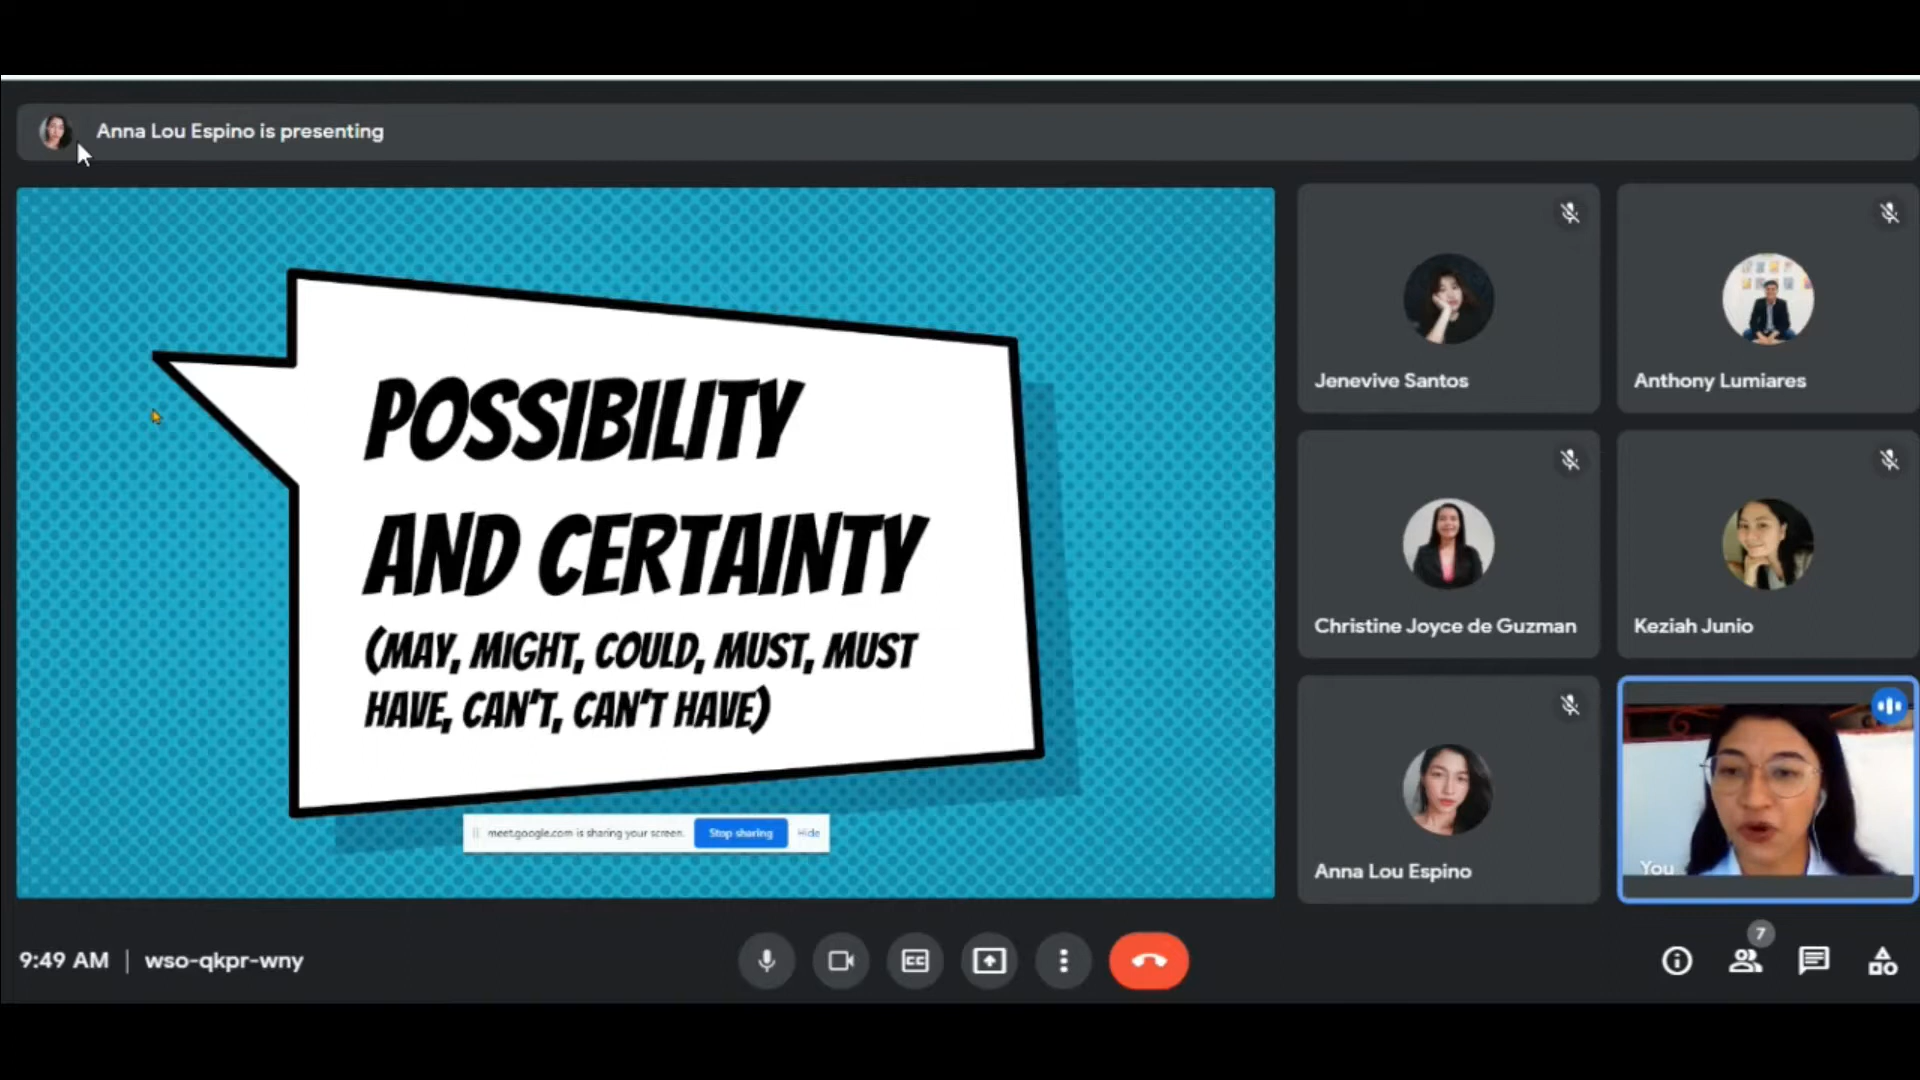 Anna Lou Espino is presenting
POSSIBILITY
AND CERTAINTY
(MAY, MIGHT, COULD, MUST, MUST
HAVE, CAN'T, CAN'T HAVE)
meet.google.com is sharing your screen.
Stop sharing
Hide
Jenevive Santos
Anthony Lumiares
Christine Joyce de Guzman
Keziah Junio
Anna Lou Espino
You
9:49 AM | wso-qkpr-wny
CC
7